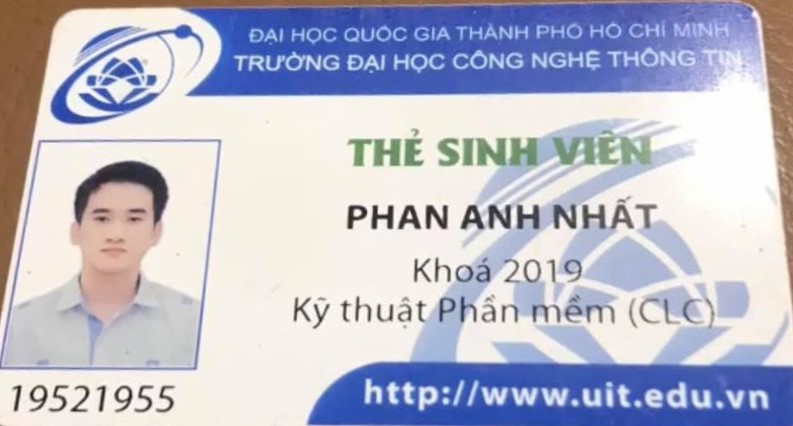 ĐẠI HỌC QUỐC GIA THÀNH PHỐ HỒ CHÍ MINH
TRƯỜNG ĐẠI HỌC CÔNG NGHỆ THÔNG TIN
THẺ SINH VIÊN
PHAN ANH NHẤT
Khoá 2019
Kỹ thuật Phần mềm (CLC)
19521955
http://www.uit.edu.vn